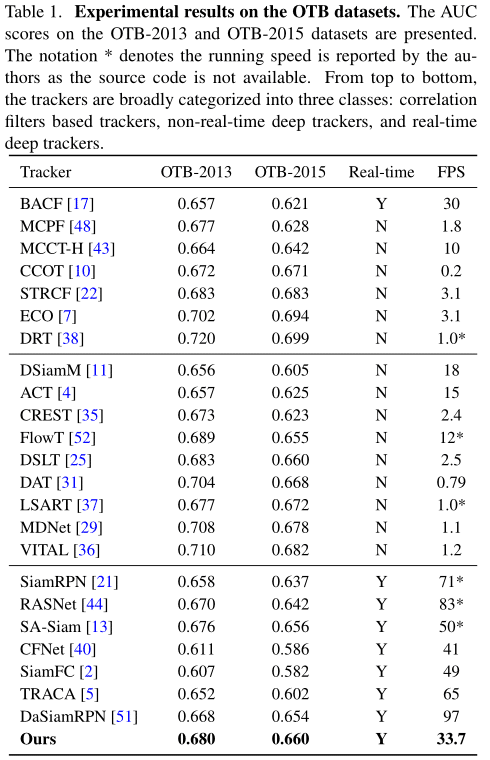 Table 1. Experimental results on the OTB datasets. The AUC
scores on the OTB-2013 and OTB-2015 datasets are presented.
The notation * denotes the running speed is reported by the au-
thors as the source code is not available. From top to bottom,
the trackers are broadly categorized into three classes: correlation
filters based trackers, non-real-time deep trackers, and real-time
deep trackers.
Tracker OTB-2013 OTB-2015 Real-time FPS
BACF [17] 0.657 0.621 Y 30
MCPF [48] 0.677 0.628 N 1.8
MCCT-H [43] 0.664 0.642 N 10
CCOT [10] 0.672 0.671 N 0.2
STRCF [22] 0.683 0.683 N 3.1
ECO [7] 0.702 0.694 N 3.1
DRT [38] 0.720 0.699 N 1.0*
DSiamM [11] 0.656 0.605 N 18
ACT [4] 0.657 0.625 N 15
CREST [35] 0.673 0.623 N 2.4
FlowT [52] 0.689 0.655 N 12*
DSLT [25] 0.683 0.660 N 2.5
DAT [31] 0.704 0.668 N 0.79
LSART [37] 0.677 0.672 N 1.0*
MDNet [29] 0.708 0.678 N 1.1
VITAL [36] 0.710 0.682 N 1.2
SiamRPN [21] 0.658 0.637 Y 71*
RASNet [44] 0.670 0.642 Y 83*
SA-Siam [13] 0.676 0.656 Y 50*
CFNet [40] 0.611 0.586 Y 41
SiamFC [2] 0.607 0.582 Y 49
TRACA [5] 0.652 0.602 Y 65
DaSiamRPN [51] 0.668 0.654 Y 97
Ours 0.680 0.660 Y 33.7